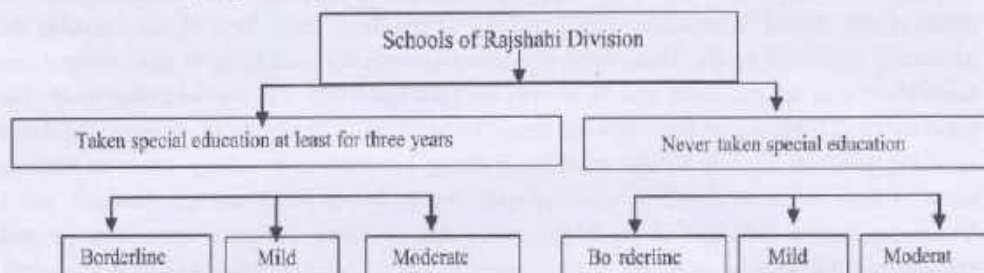 Schools of Rajshahi Division
Taken special education at least for three years Never taken special education
Borderline Mild Moderate Bo rderline Mild Moderat